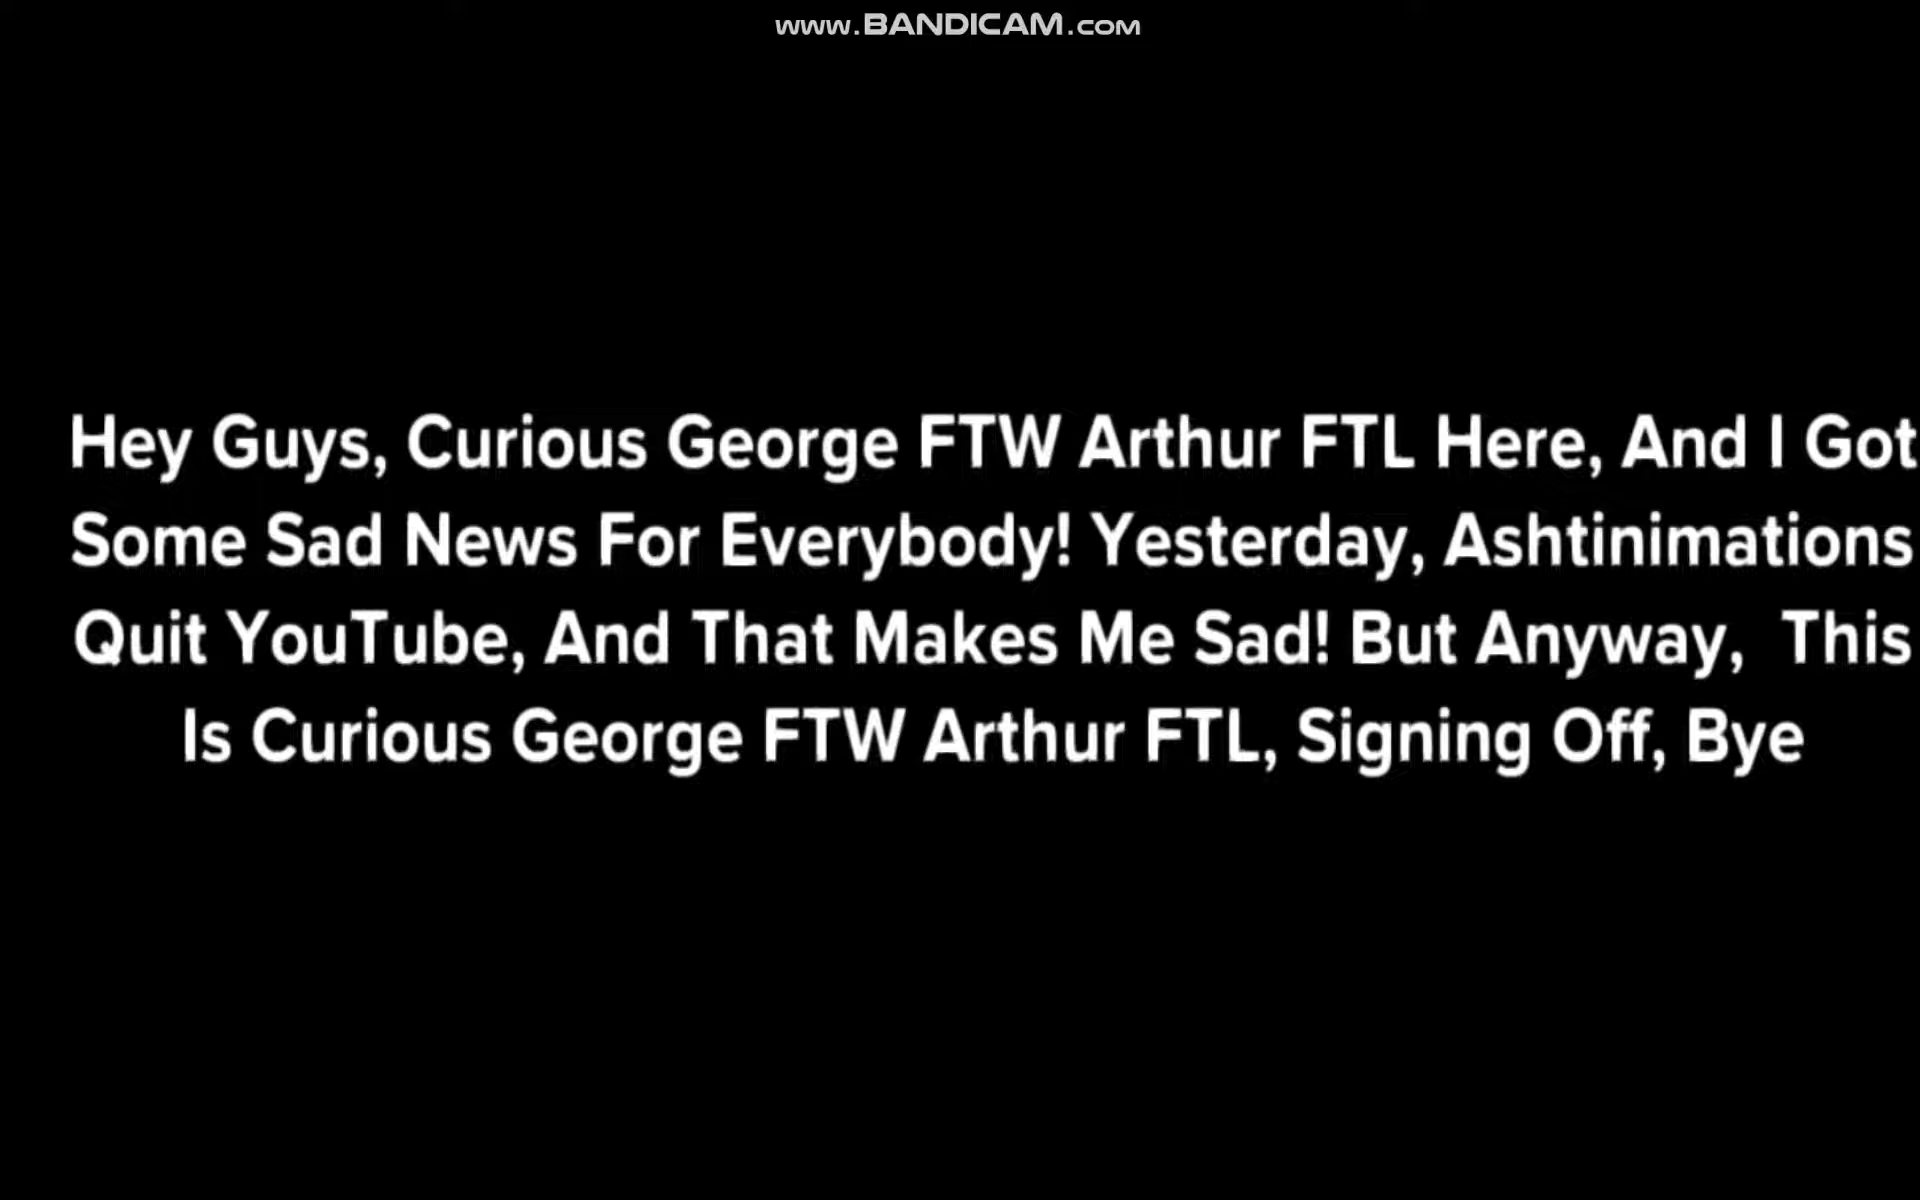 www.BANDICAM.com
Hey Guys, Curious George FTW Arthur FTL Here, And I Got
Some Sad News For Everybody! Yesterday, Ashtinimations
Quit YouTube, And That Makes Me Sad! But Anyway,  This
Is Curious George FTW Arthur FTL, Signing Off, Bye